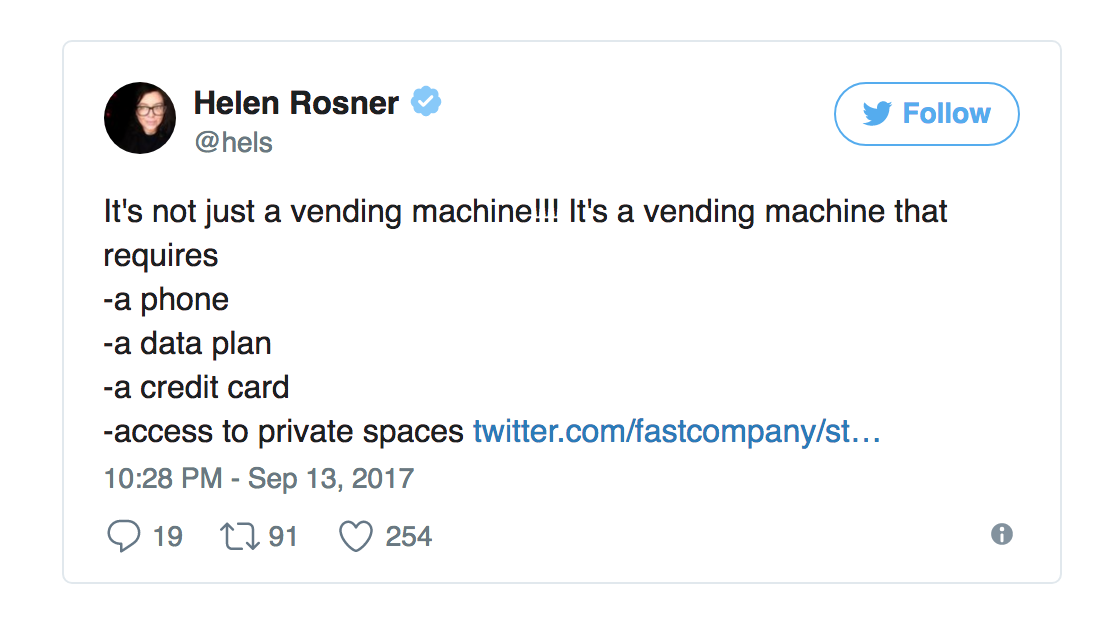 Helen Rosner
Follow
@hels
It's not just a vending machine!!! It's a vending machine that
requires
-a phone
-a data plan
-a credit card
-access to private spaces twitter.com/fastcompany/st…
10:28 PM - Sep 13, 2017
19 91 254